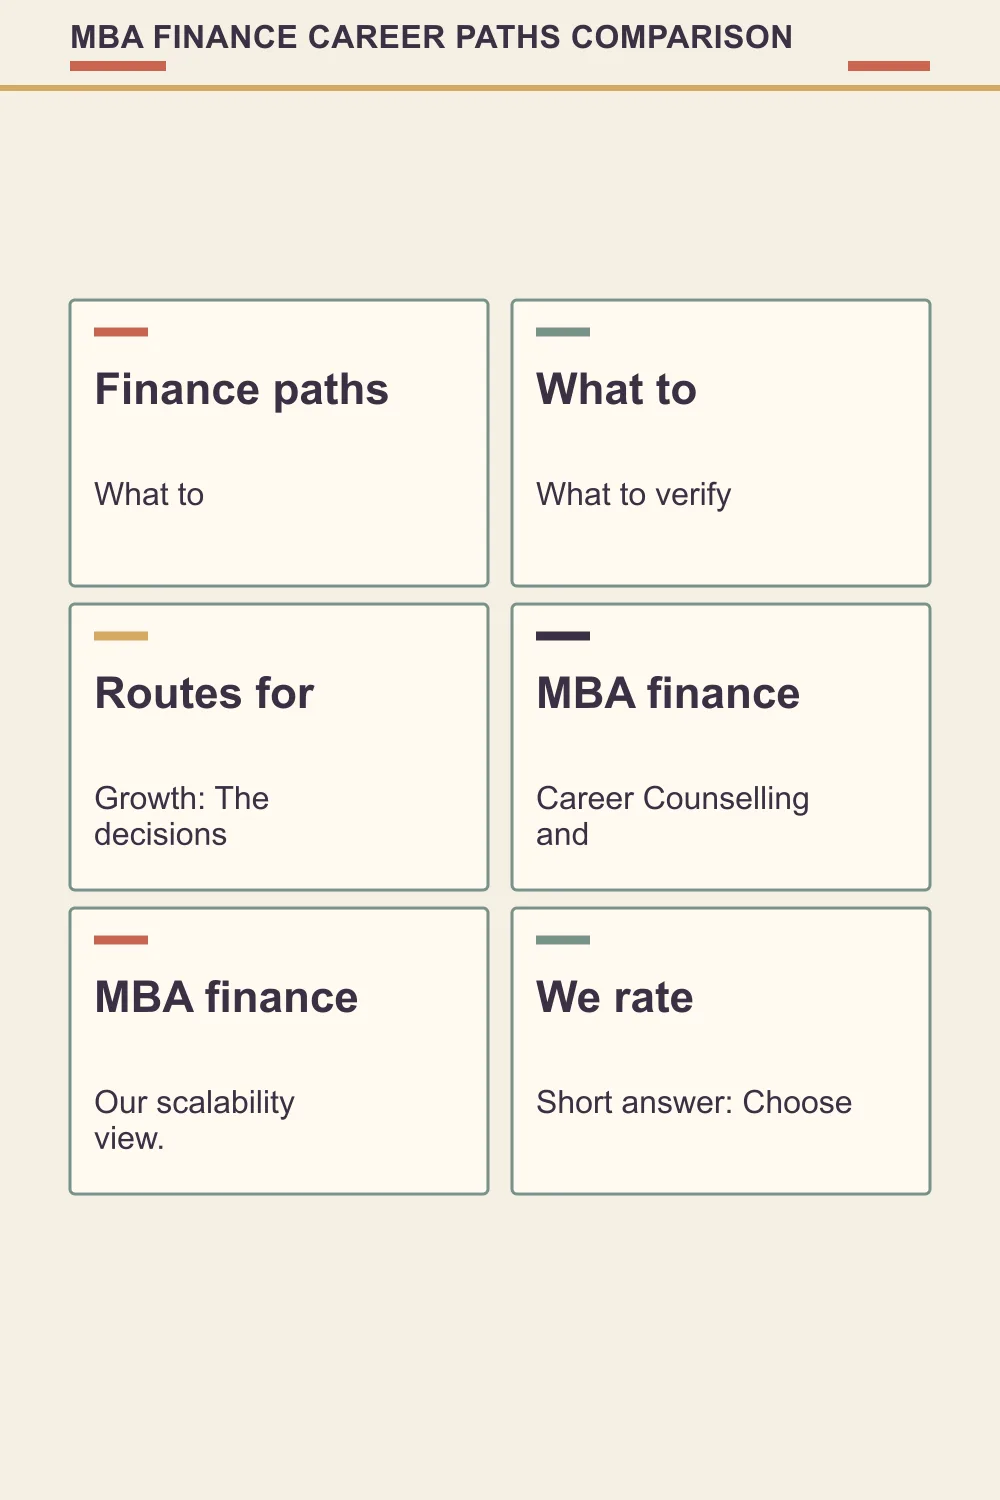 MBA FINANCE CAREER PATHS COMPARISON
Finance paths
What to
What to
What to verify
Routes for
Growth: The
decisions
MBA finance
Career Counselling
and
MBA finance
Our scalability
view.
We rate
Short answer: Choose